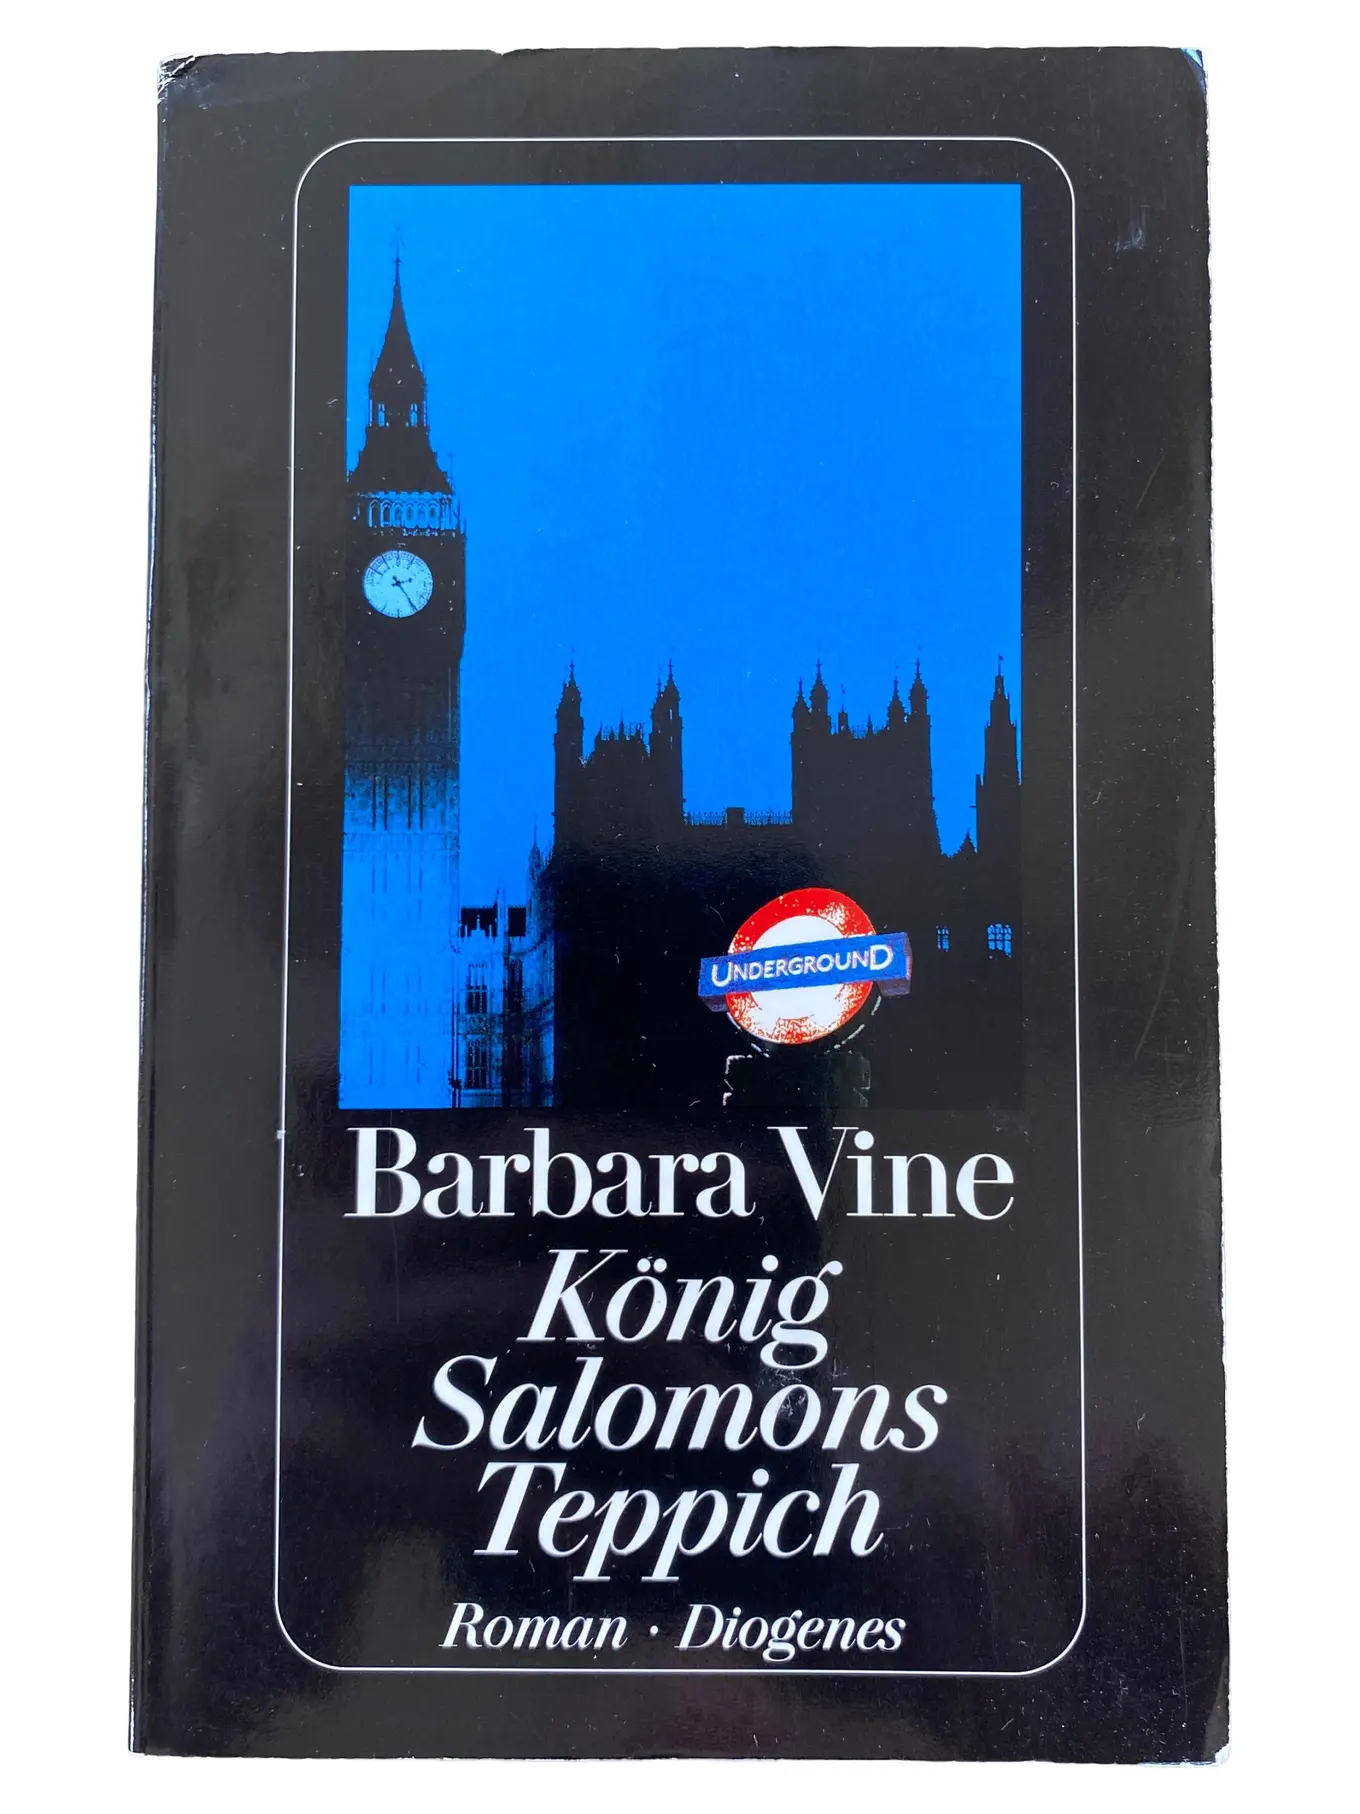 UNDERGROUND
Barbara Vine
König
Salomons
Teppich
Roman · Diogenes